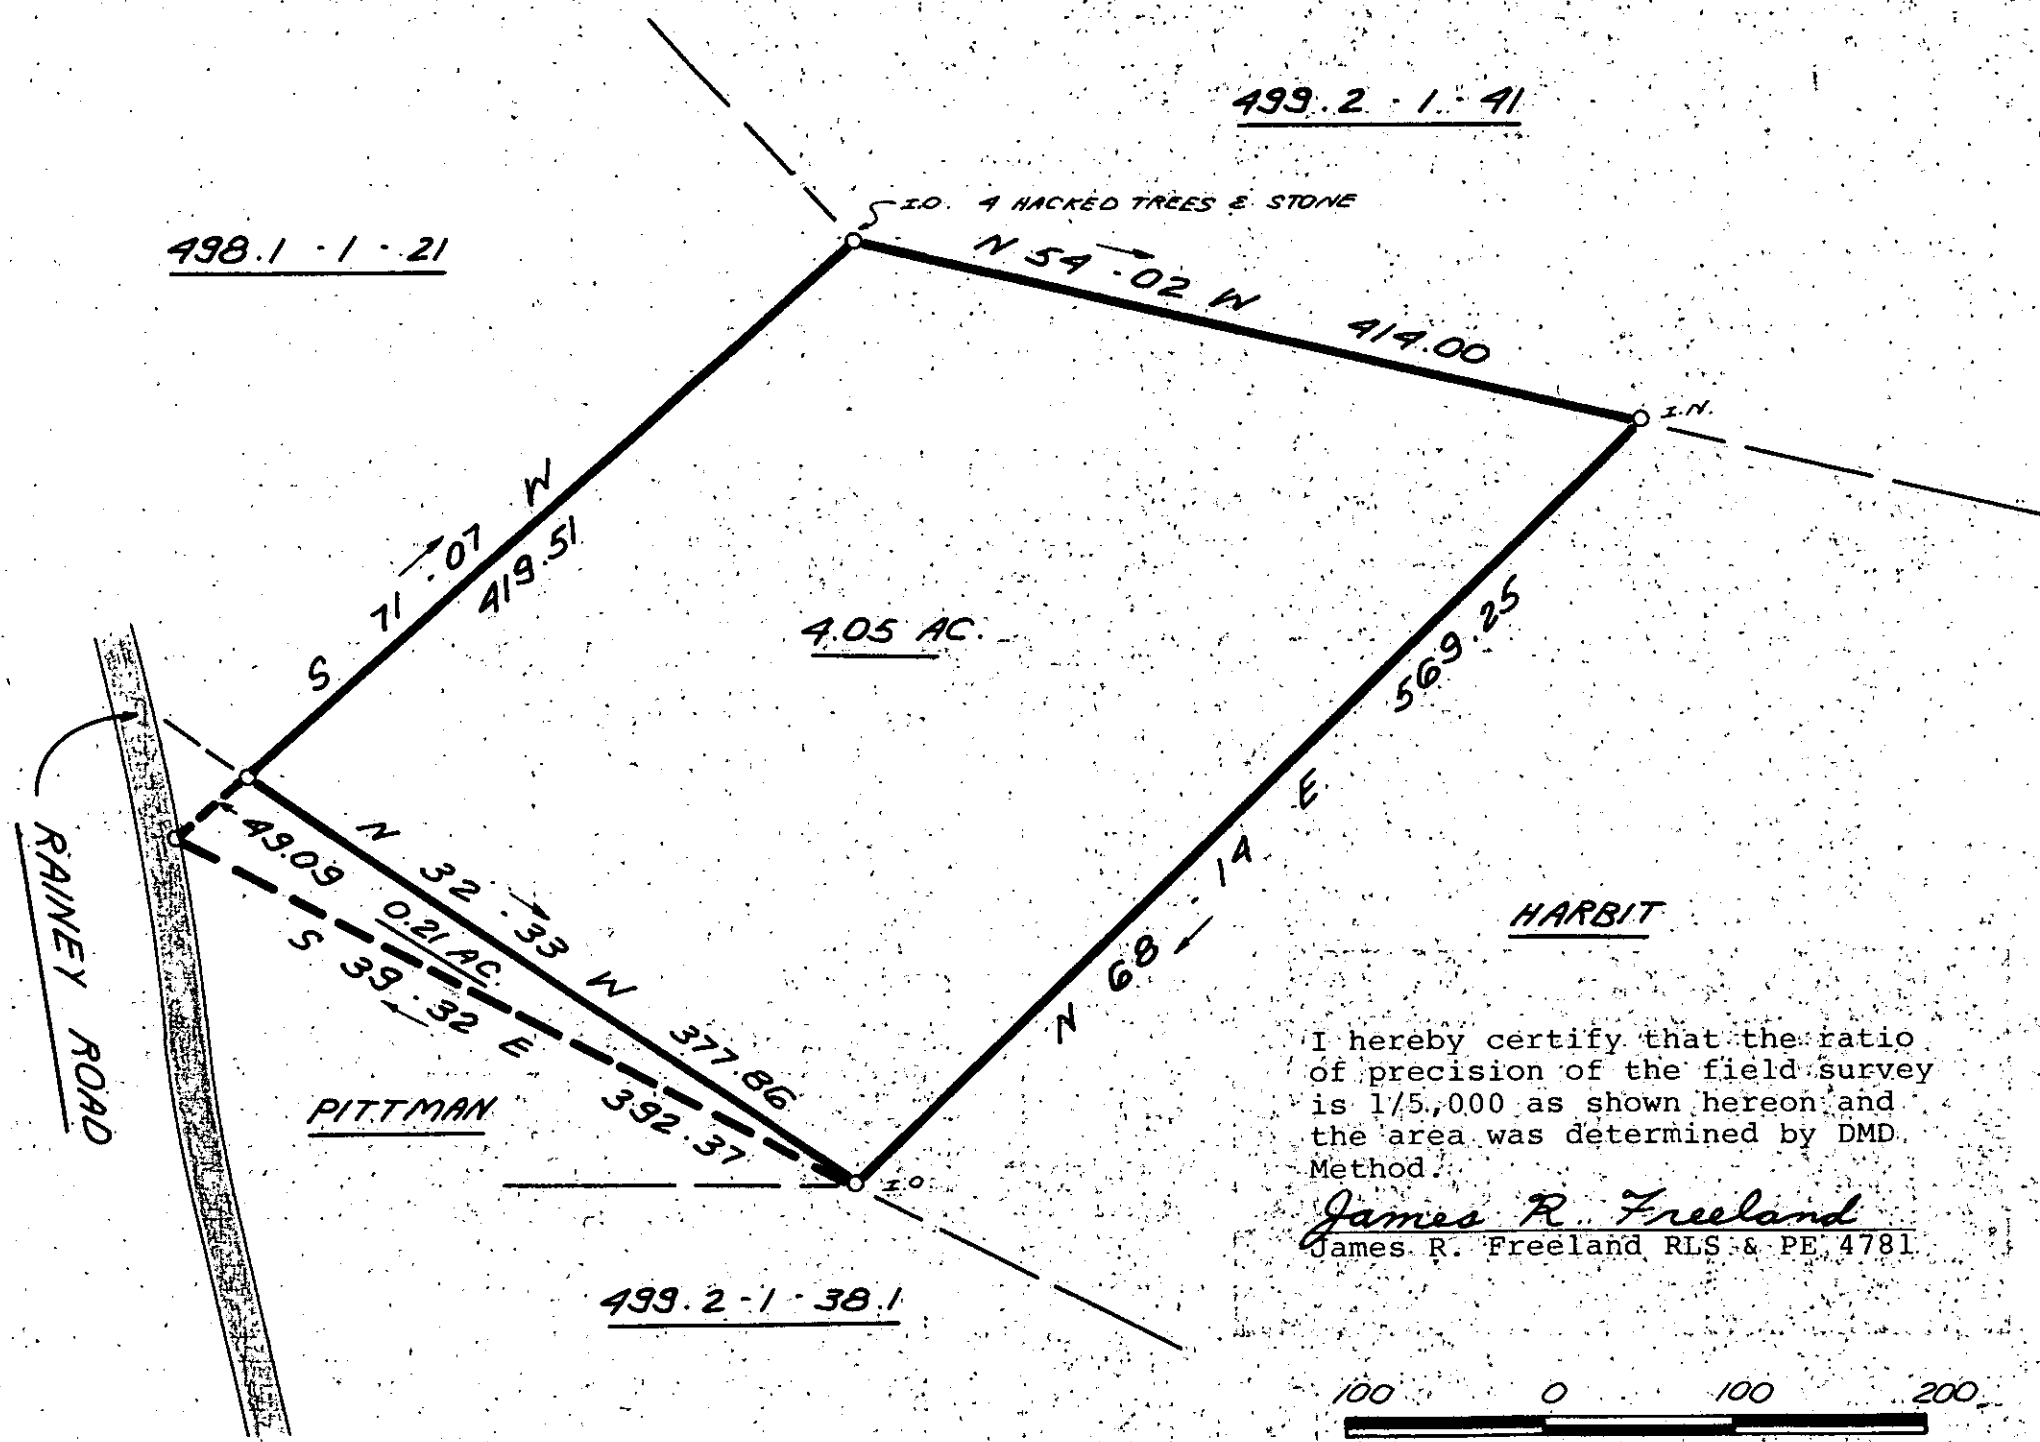 499.2 - 1 - 41
I.O. 4 HACKED TREES & STONE
498.1 - 1 - 21
N 54 .02 W 414.00
I.N.
S 71 .07 W
419.51
4.05 AC.
569.25
N 68 .14 E
RAINEY ROAD
49.09
N 32 .33 W
377.86
0.21 AC.
S 39 .32 E
392.37
HARBIT
PITTMAN
I.O
499.2 - 1 - 38.1
I hereby certify that the ratio
of precision of the field survey
is 1/5,000 as shown hereon and
the area was determined by DMD
Method.
James R. Freeland
James R. Freeland RLS & PE 4781
100 0 100 200